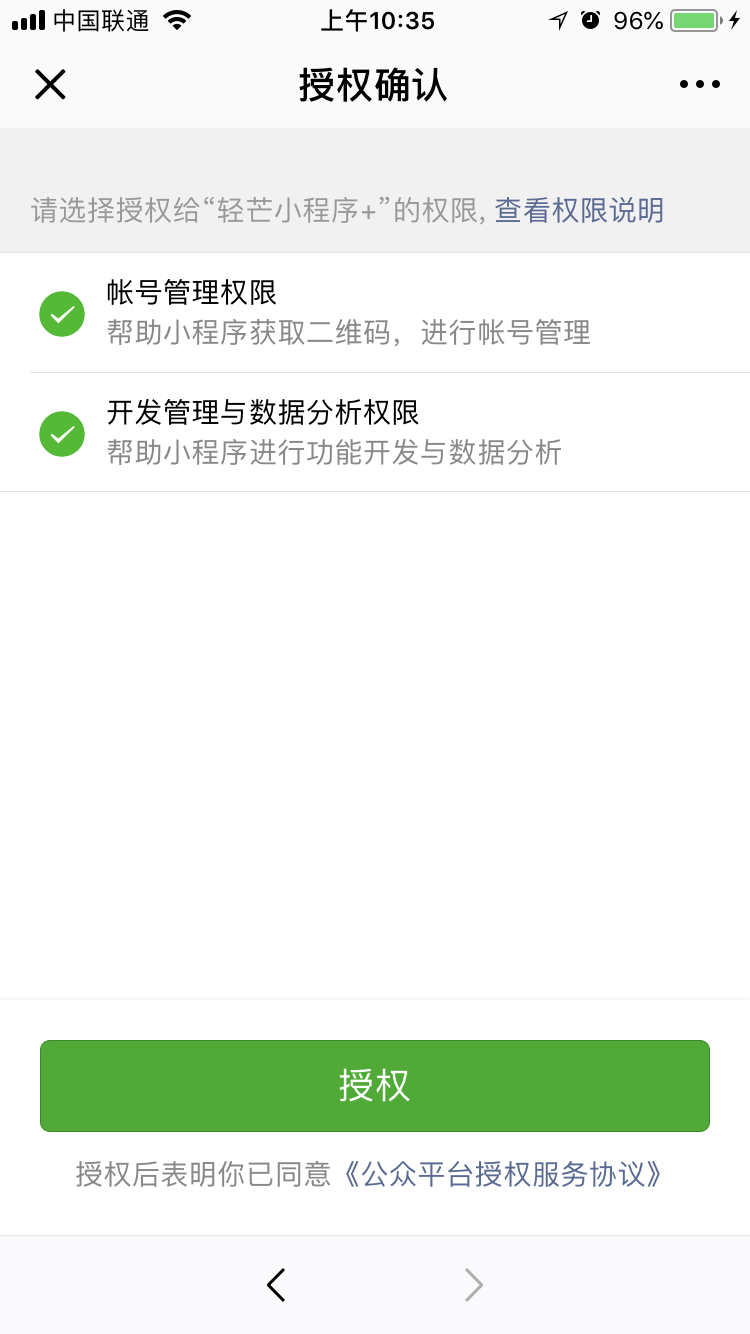 中国联通
上午10:35
96%
授权确认
请选择授权给“轻芒小程序+”的权限, 查看权限说明
帐号管理权限
帮助小程序获取二维码，进行帐号管理
开发管理与数据分析权限
帮助小程序进行功能开发与数据分析
授权
授权后表明你已同意《公众平台授权服务协议》